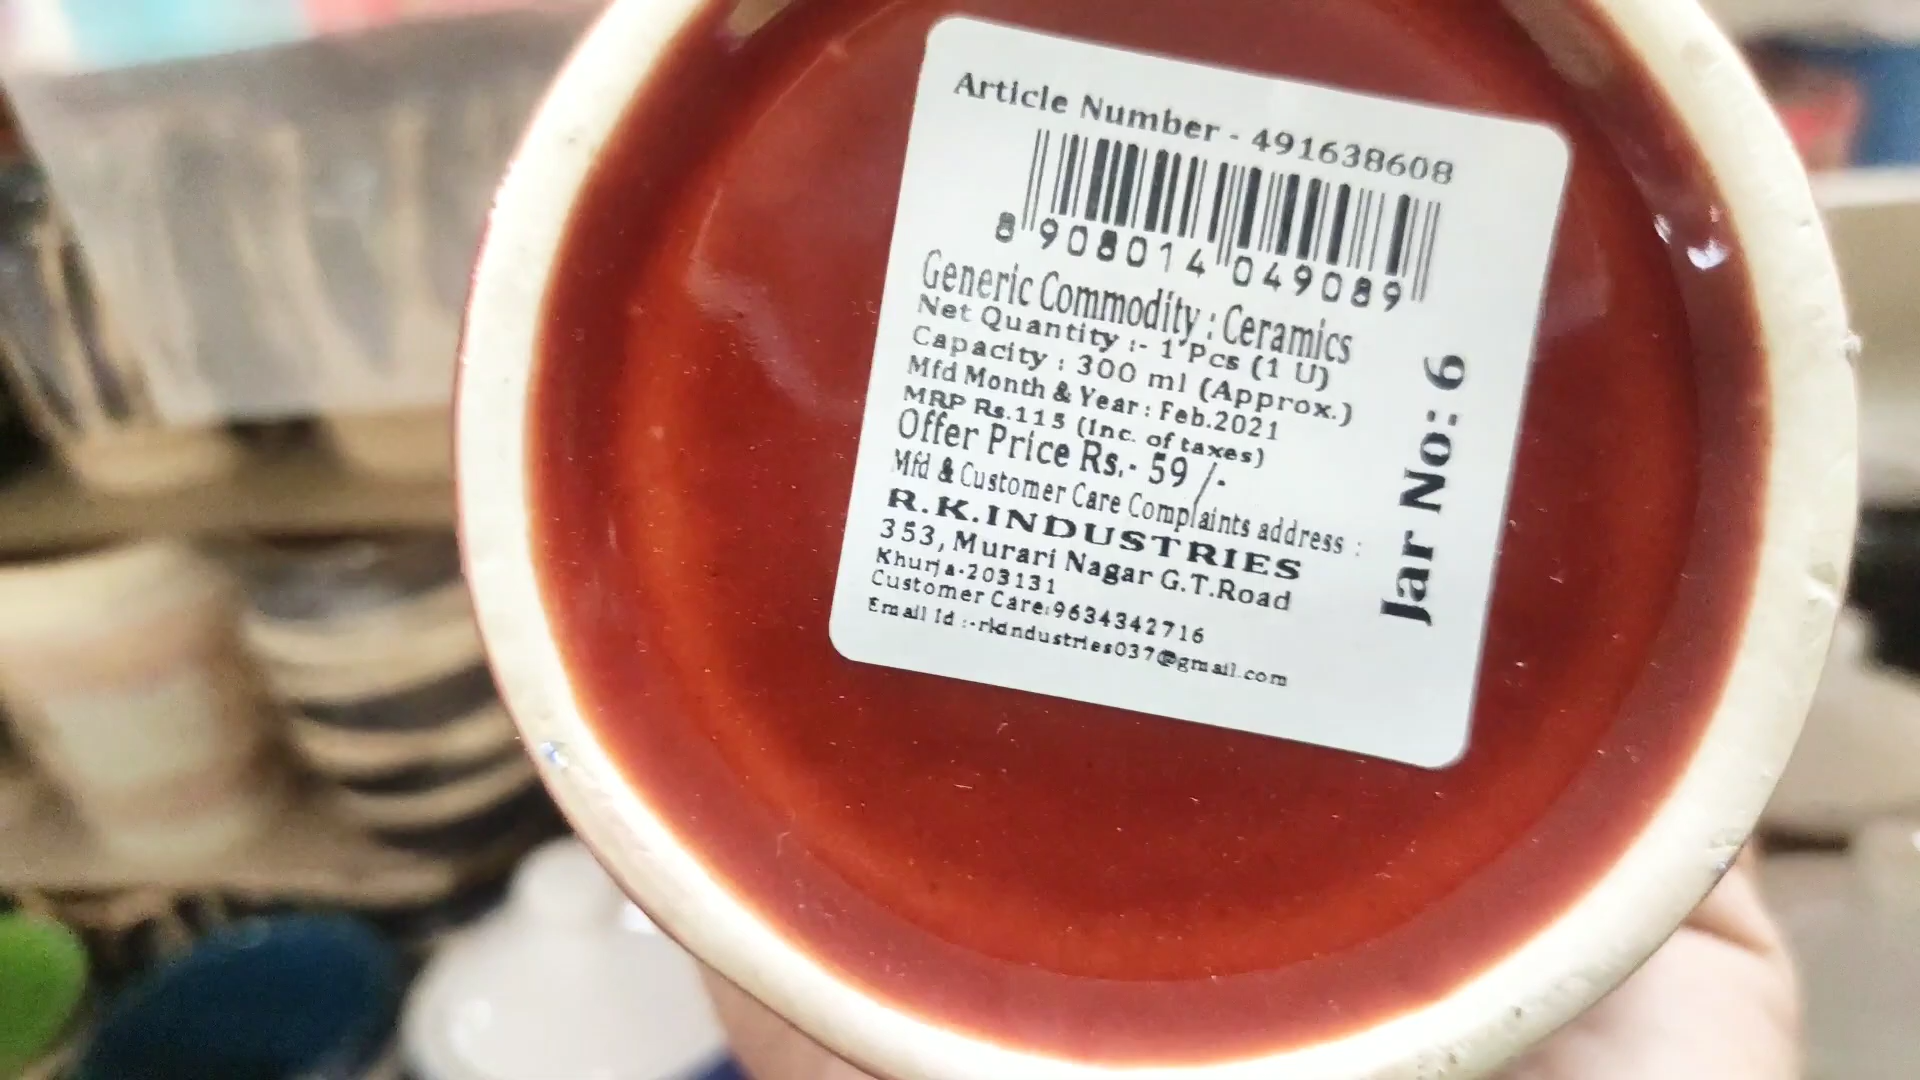 Article Number - 491638608
8 908014 049089
Generic Commodity : Ceramics
Net Quantity :- 1 Pcs (1 U)
Capacity : 300 ml (Approx.)
Mfd Month & Year : Feb.2021
MRP Rs.115 (Inc. of taxes)
Offer Price Rs.- 59 /-
Mfd & Customer Care Complaints address :
R.K.INDUSTRIES
353, Murari Nagar G.T.Road
Khurja-203131
Customer Care:9634342716
Email Id :-rkindustries037@gmail.com
Jar No: 6